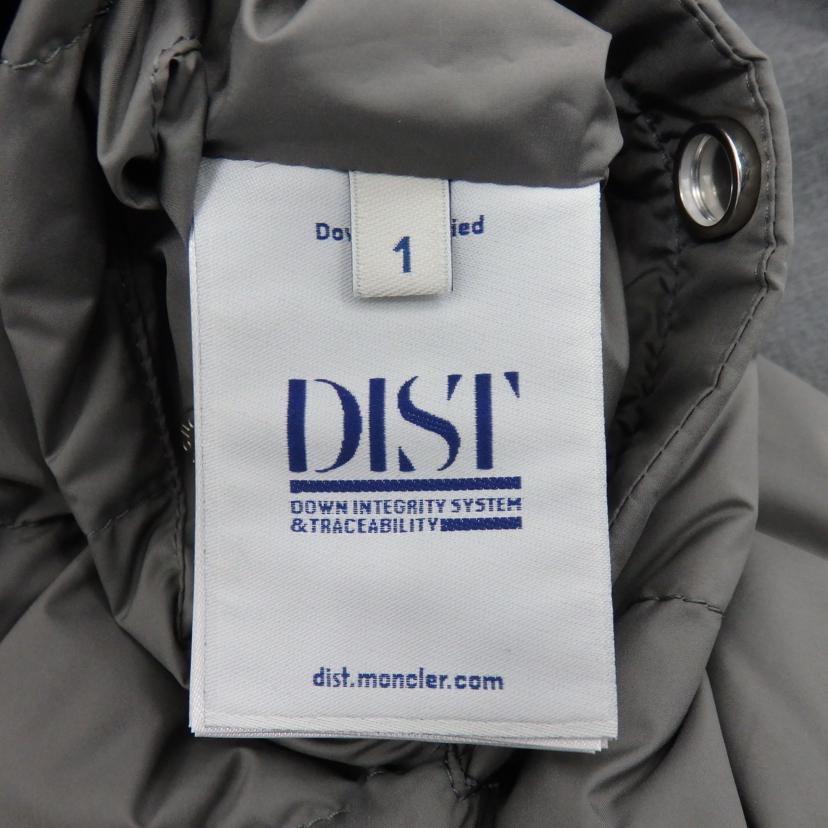 1
DIST
DOWN INTEGRITY SYSTEM
&TRACEABILITY
dist.moncler.com